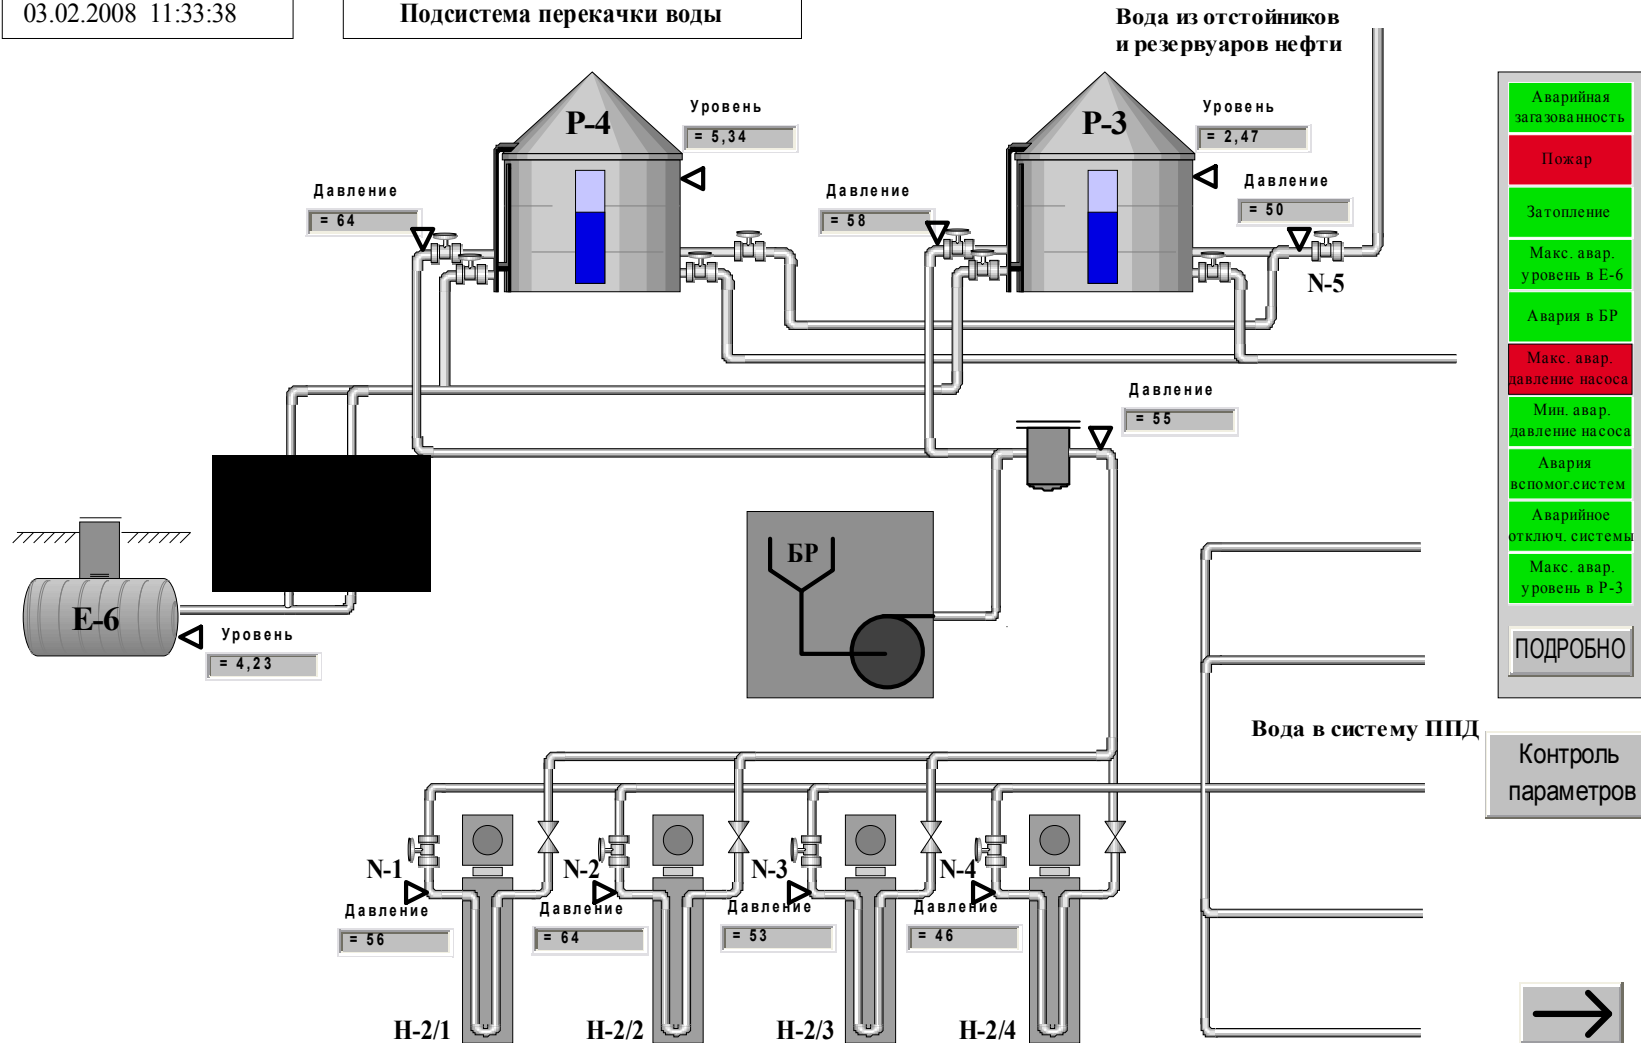 03.02.2008 11:33:38
Подсистема перекачки воды
Вода из отстойников
и резервуаров нефти
Р-4
Уровень
= 5,34
Р-3
Уровень
= 2,47
Давление
= 64
Давление
= 58
Давление
= 50
N-5
Давление
= 55
БР
Е-6
Уровень
= 4,23
Аварийная
загазованность
Пожар
Затопление
Макс. авар.
уровень в Е-6
Авария в БР
Макс. авар.
давление насоса
Мин. авар.
давление насоса
Авария
вспомог.систем
Аварийное
отключ. системы
Макс. авар.
уровень в Р-3
ПОДРОБНО
Вода в систему ППД
Контроль
параметров
N-1
N-2
N-3
N-4
Давление
= 56
Давление
= 64
Давление
= 53
Давление
= 46
Н-2/1
Н-2/2
Н-2/3
Н-2/4